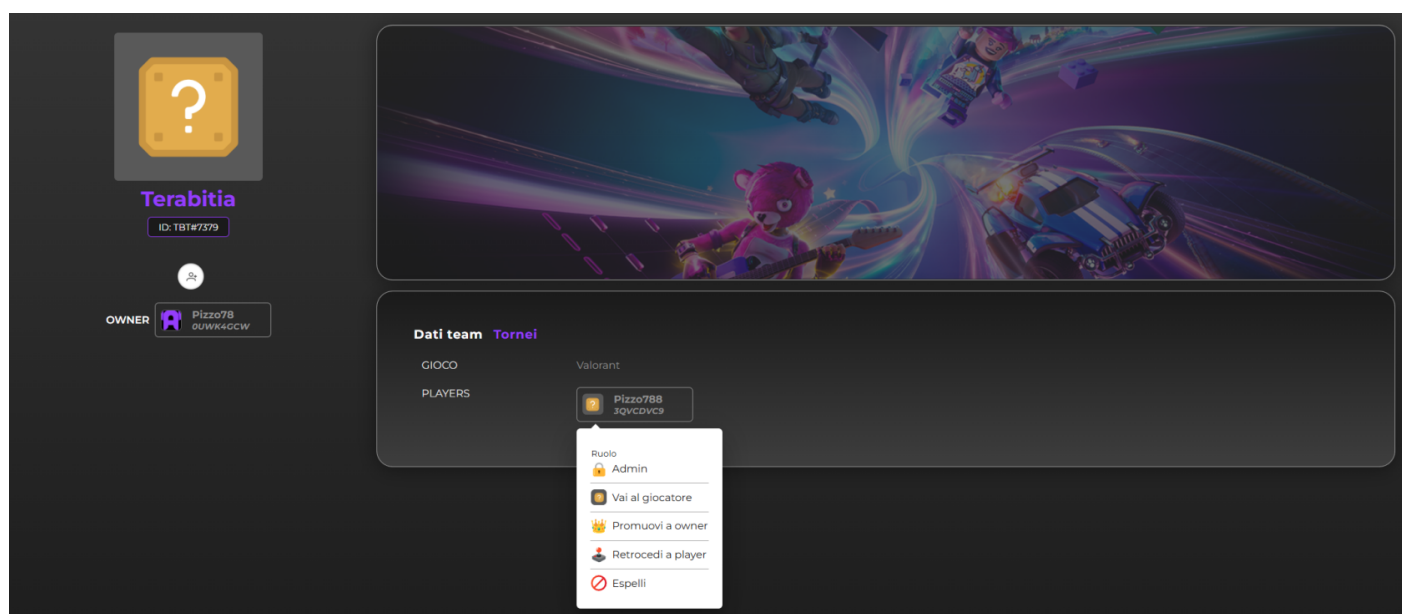 Terabitia
ID: TBT#7379
OWNER
Pizzo78
0UWK4GCW
Dati team Tornei
GIOCO Valorant
PLAYERS
Pizzo788
3QVCDVC9
Ruolo
Admin
Vai al giocatore
Promuovi a owner
Retrocedi a player
Espelli